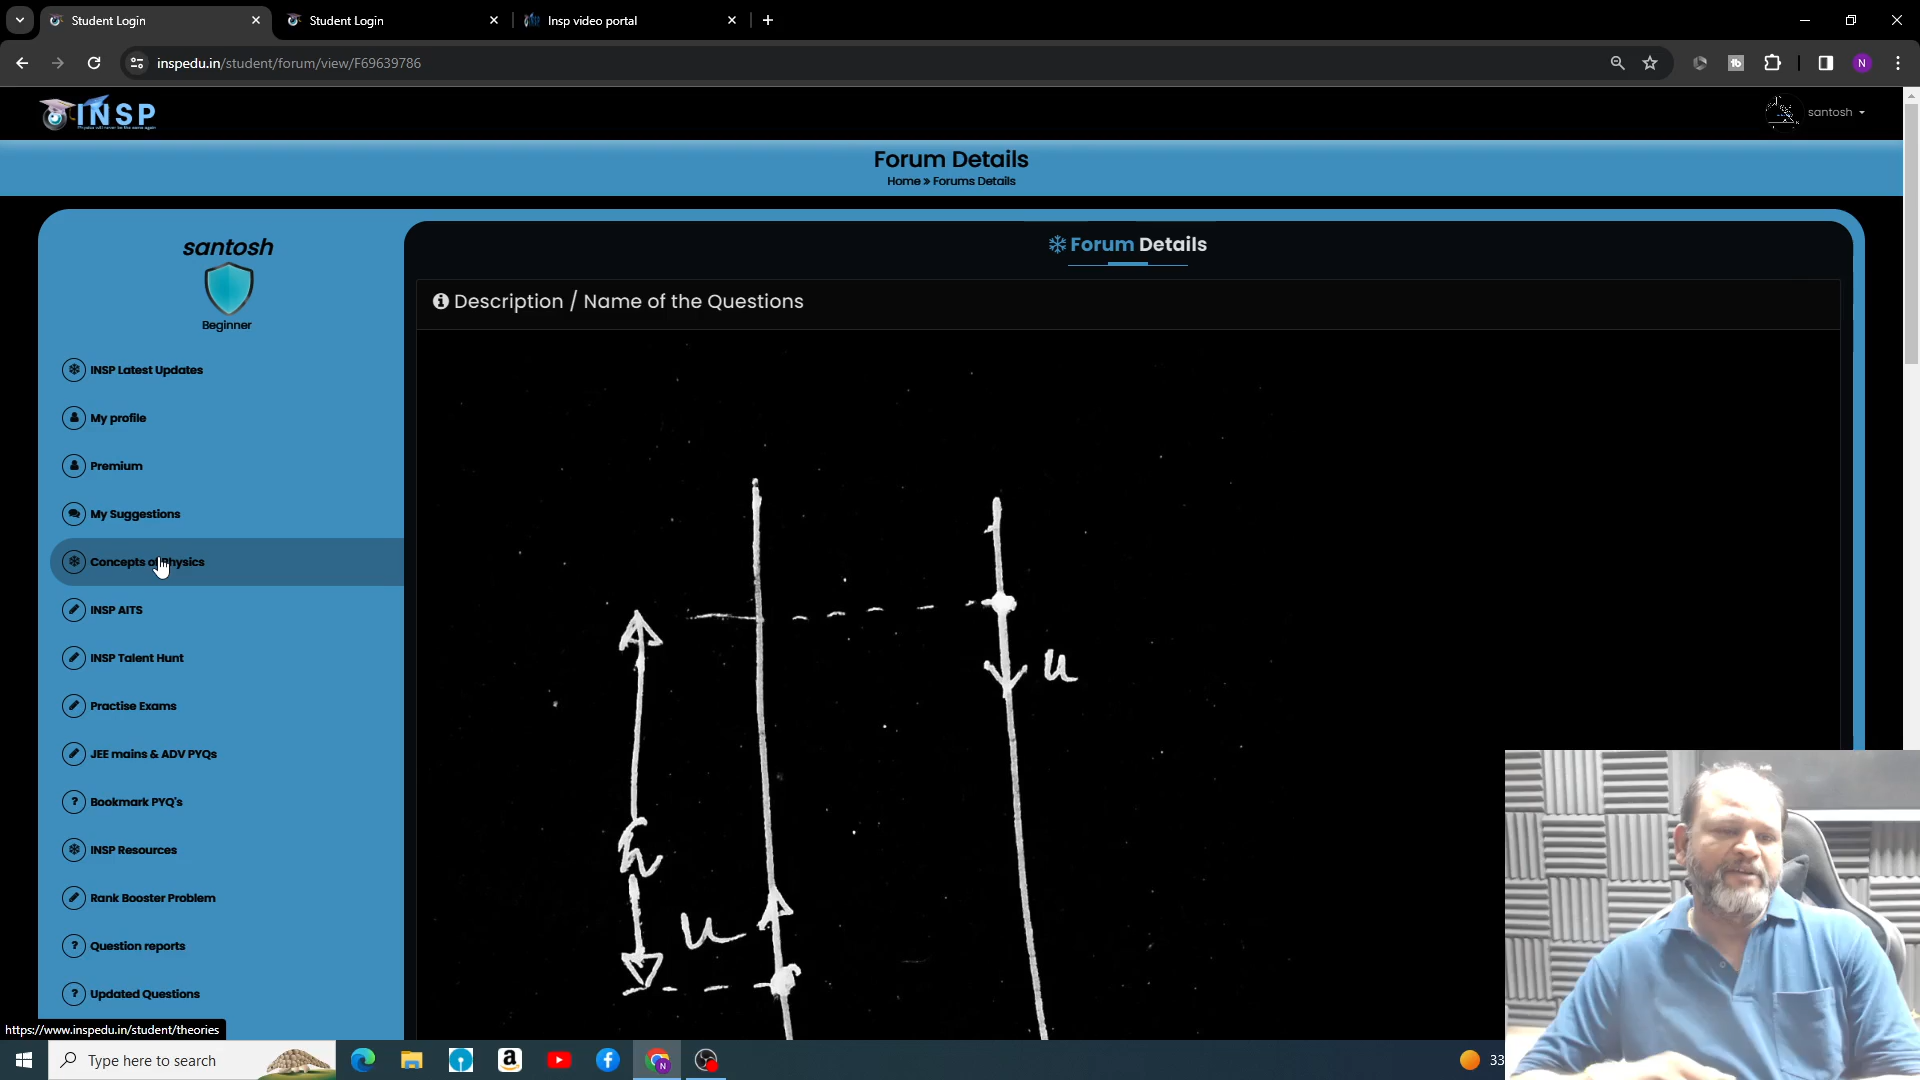 Student Login
Student Login
Insp video portal
inspedu.in/student/forum/view/F69639786
N
INSP
santosh
Forum Details
Home » Forums Details
santosh
Beginner
INSP Latest Updates
My profile
Premium
My Suggestions
Concepts of Physics
INSP AITS
INSP Talent Hunt
Practise Exams
JEE mains & ADV PYQs
Bookmark PYQ's
INSP Resources
Rank Booster Problem
Question reports
Updated Questions
Forum Details
Description / Name of the Questions
u
h
u
https://www.inspedu.in/student/theories
Type here to search
33